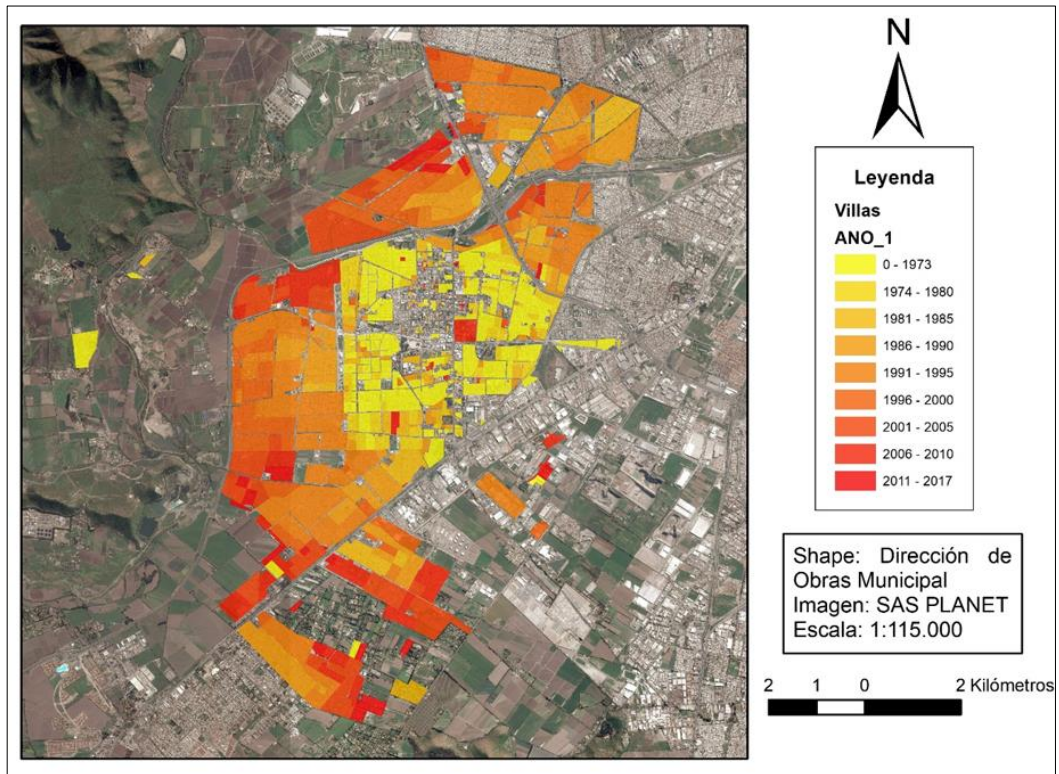 N
Leyenda
Villas
ANO_1
0 - 1973
1974 - 1980
1981 - 1985
1986 - 1990
1991 - 1995
1996 - 2000
2001 - 2005
2006 - 2010
2011 - 2017
Shape: Dirección de
Obras Municipal
Imagen: SAS PLANET
Escala: 1:115.000
2 1 0 2 Kilómetros